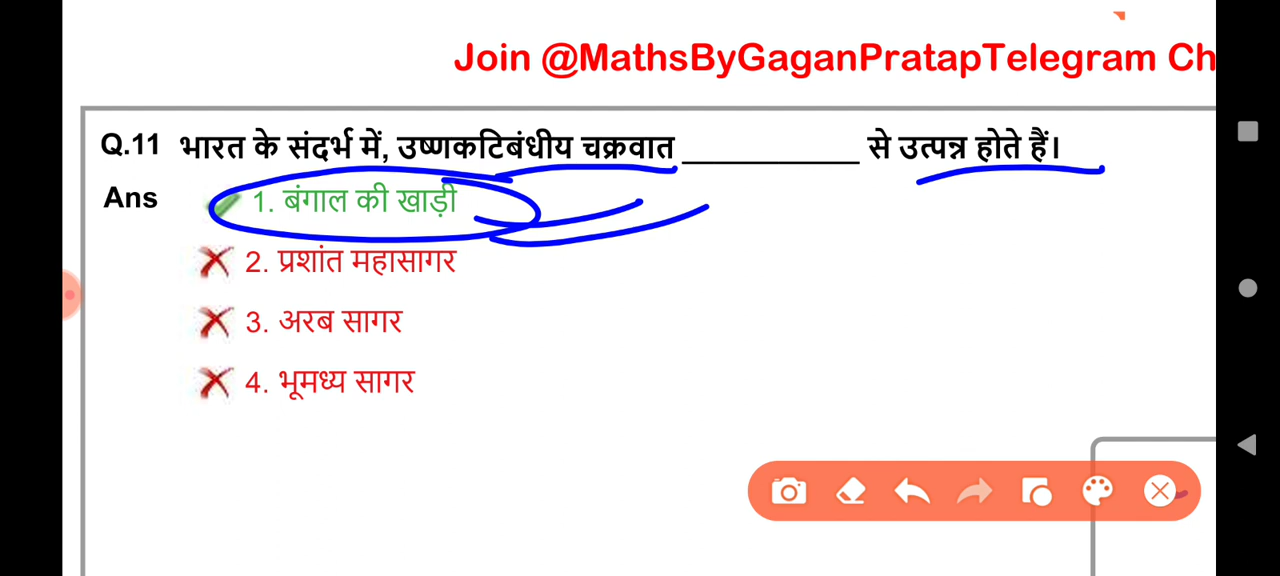 Join @MathsByGaganPratapTelegram Ch
Q.11 भारत के संदर्भ में, उष्णकटिबंधीय चक्रवात ____________ से उत्पन्न होते हैं।
Ans 1. बंगाल की खाड़ी
2. प्रशांत महासागर
3. अरब सागर
4. भूमध्य सागर